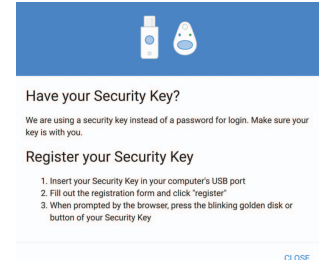 Have your Security Key?
We are using a security key instead of a password for login. Make sure your
key is with you.
Register your Security Key
1. Insert your Security Key in your computer's USB port
2. Fill out the registration form and click "register"
3. When prompted by the browser, press the blinking golden disk or
button of your Security Key
CLOSE